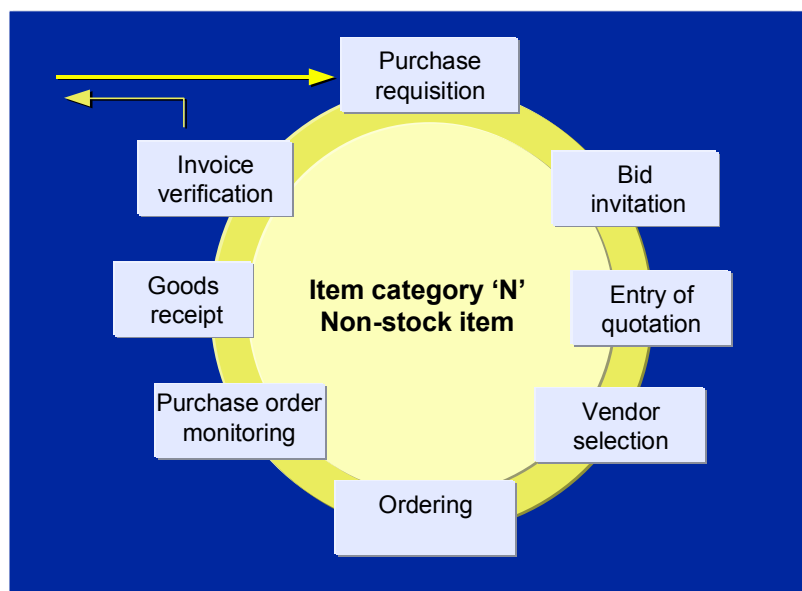 Purchase
requisition
Bid
invitation
Entry of
quotation
Vendor
selection
Ordering
Purchase order
monitoring
Goods
receipt
Invoice
verification
Item category ‘N’
Non-stock item